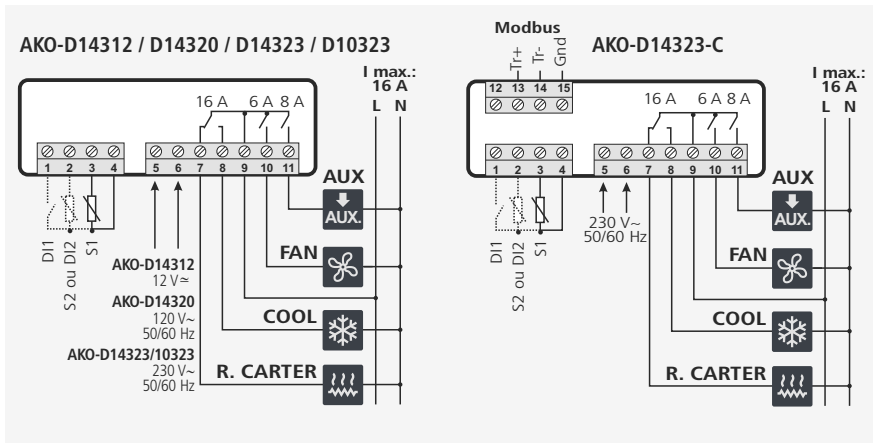 AKO-D14312 / D14320 / D14323 / D10323
I max.:
16 A
L N
16 A 6 A 8 A
1 2 3 4 5 6 7 8 9 10 11
DI1
S2 ou DI2
S1
AKO-D14312
12 V≃
AKO-D14320
120 V~
50/60 Hz
AKO-D14323/10323
230 V~
50/60 Hz
AUX
AUX.
FAN
COOL
R. CARTER
Modbus
Tr+
Tr-
Gnd
AKO-D14323-C
I max.:
16 A
L N
12 13 14 15
16 A 6 A 8 A
1 2 3 4 5 6 7 8 9 10 11
DI1
S2 ou DI2
S1
230 V~
50/60 Hz
AUX
AUX.
FAN
COOL
R. CARTER